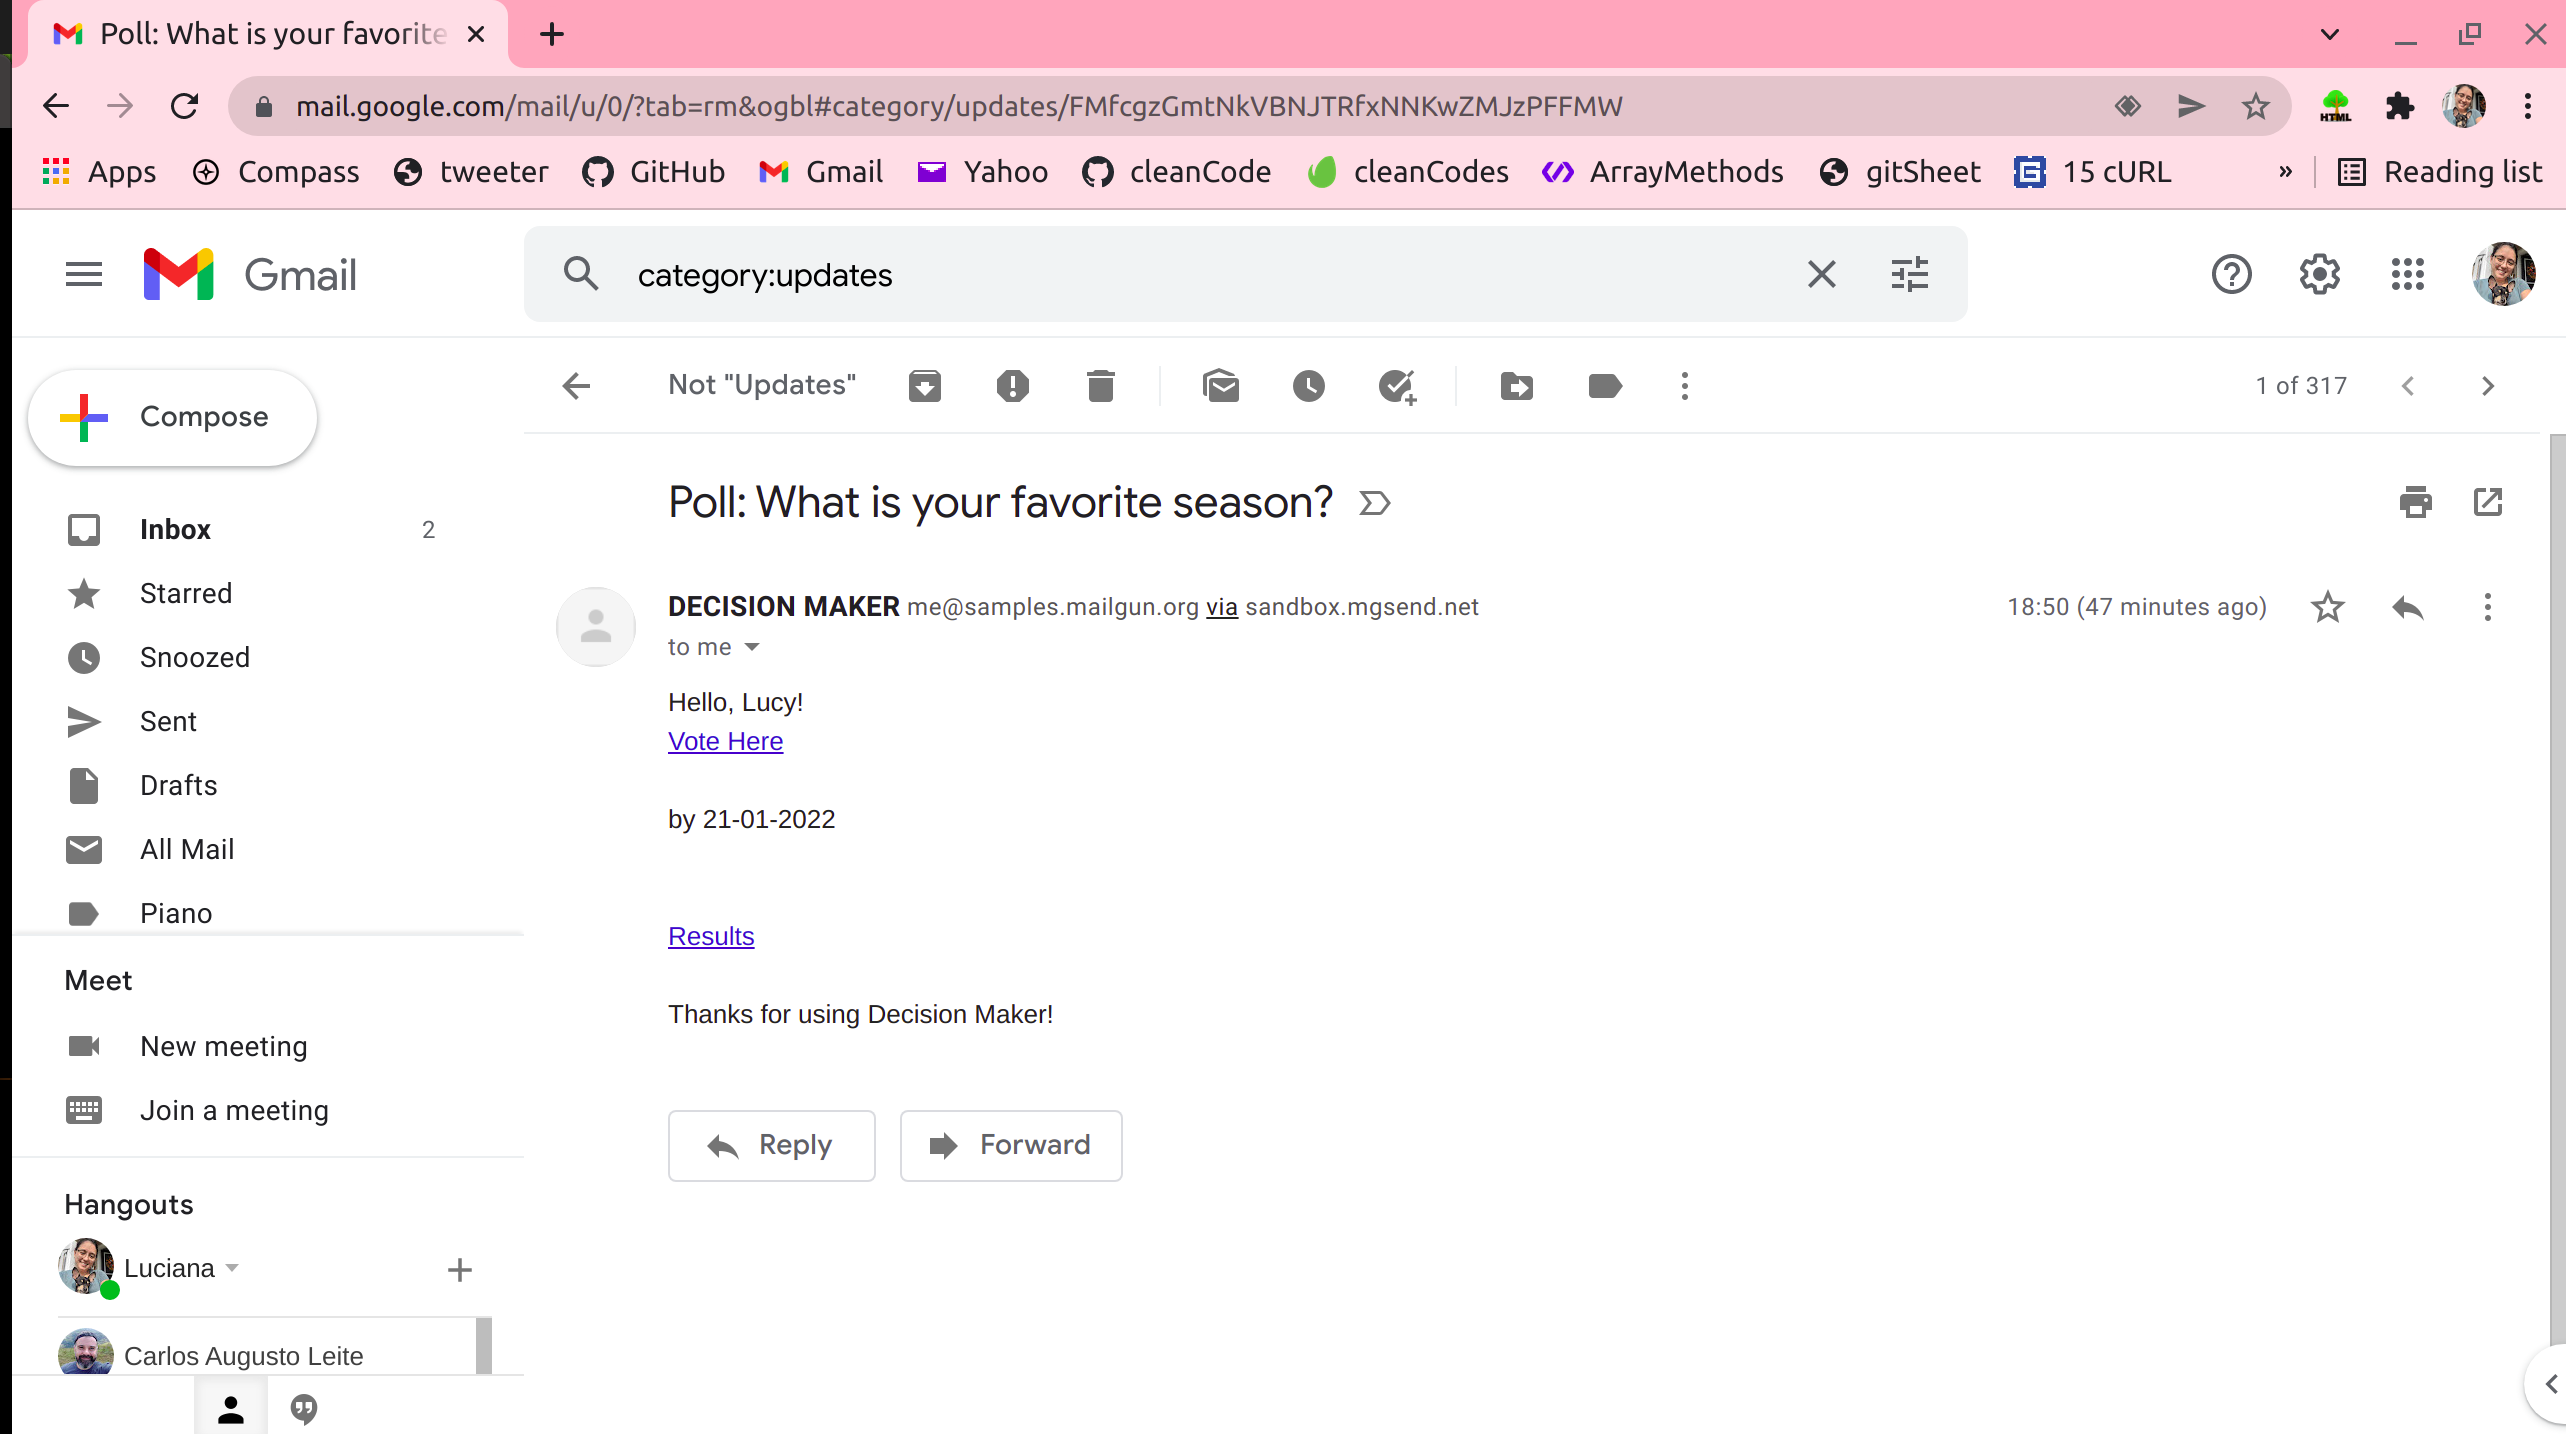 Poll: What is your favorite
mail.google.com/mail/u/0/?tab=rm&ogbl#category/updates/FMfcgzGmtNkVBNJTRfxNNKwZMJzPFFMW
HTML
Apps Compass tweeter GitHub Gmail Yahoo cleanCode cleanCodes ArrayMethods gitSheet 15 cURL » Reading list
Gmail
category:updates
Compose
Not "Updates"
1 of 317
Inbox 2
Starred
Snoozed
Sent
Drafts
All Mail
Piano
Meet
New meeting
Join a meeting
Hangouts
Luciana
Carlos Augusto Leite
Poll: What is your favorite season?
DECISION MAKER me@samples.mailgun.org via sandbox.mgsend.net
18:50 (47 minutes ago)
to me
Hello, Lucy!
Vote Here
by 21-01-2022
Results
Thanks for using Decision Maker!
Reply
Forward